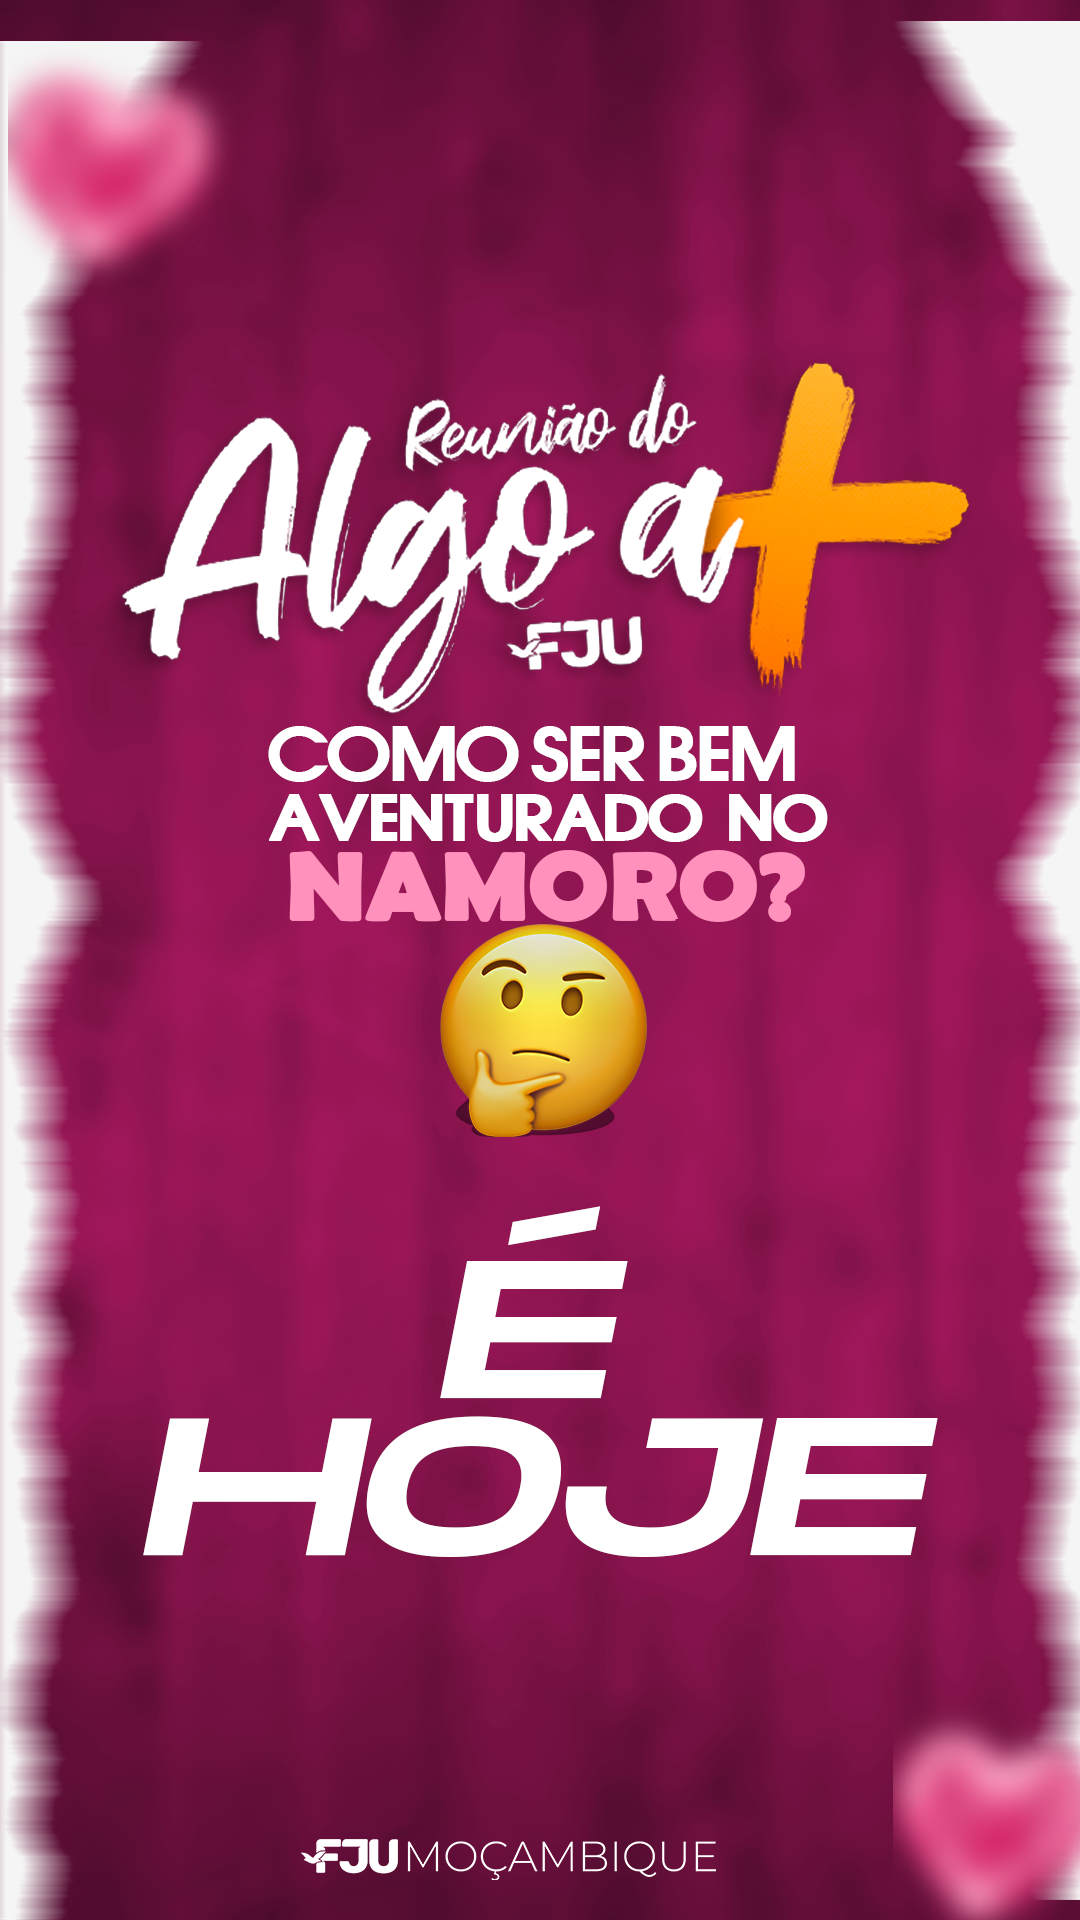 Reunião do
Algo a+
FJU
COMO SER BEM
AVENTURADO NO
NAMORO?
É
HOJE
FJU MOÇAMBIQUE